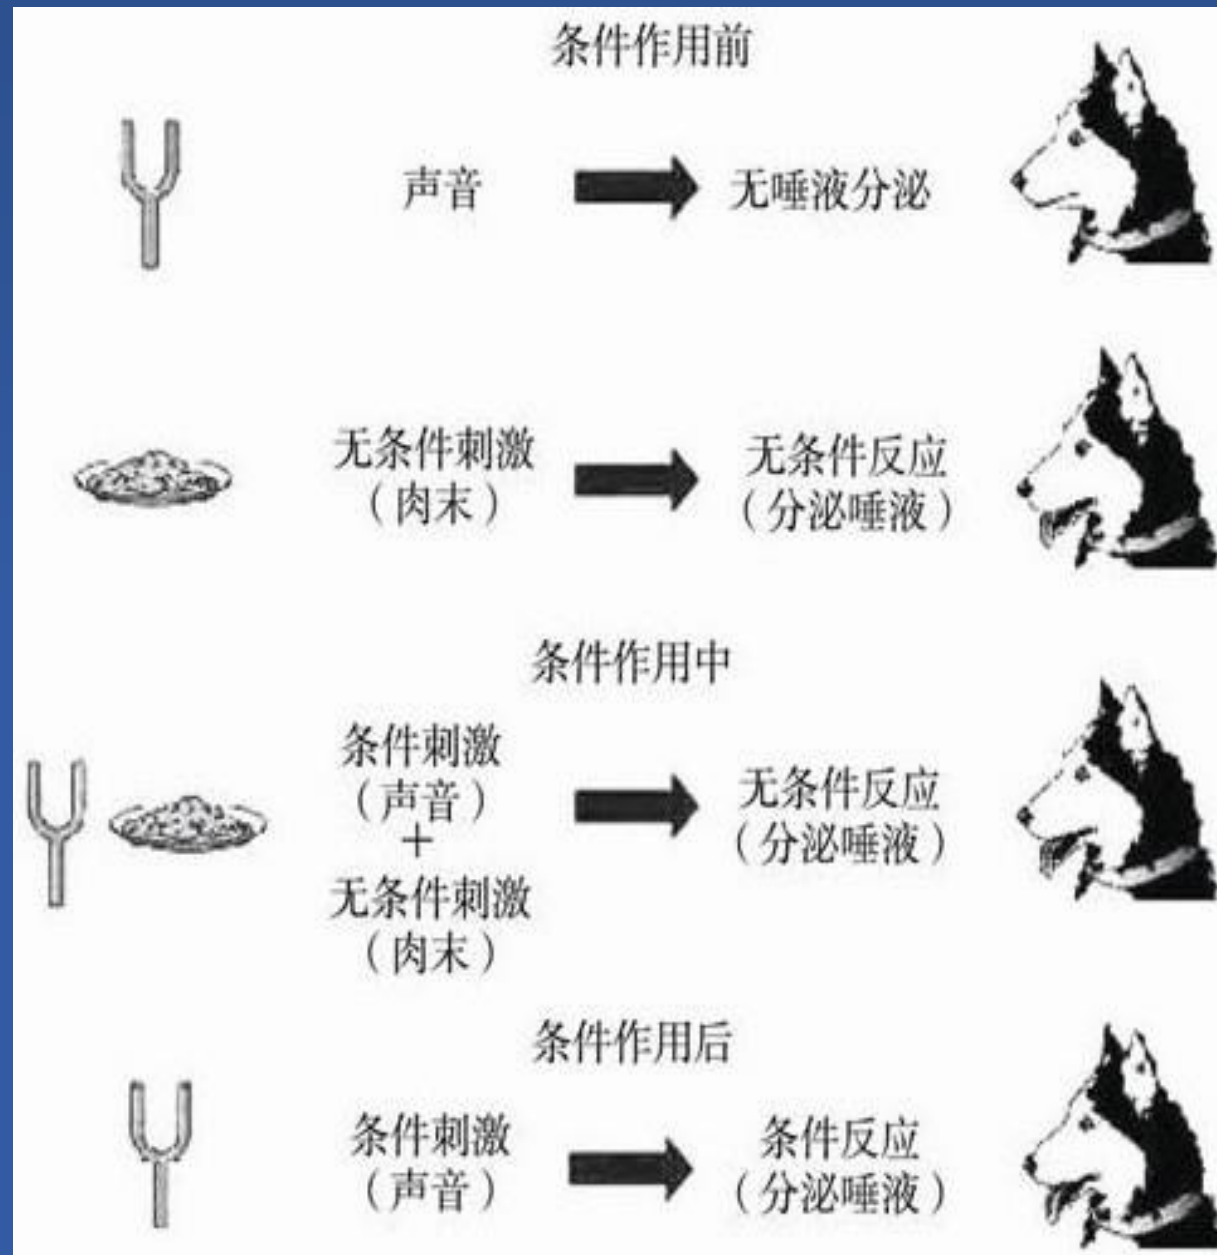 条件作用前
声音
无唾液分泌
无条件刺激
（肉末）
无条件反应
（分泌唾液）
条件作用中
条件刺激
（声音）
+
无条件刺激
（肉末）
无条件反应
（分泌唾液）
条件作用后
条件刺激
（声音）
条件反应
（分泌唾液）